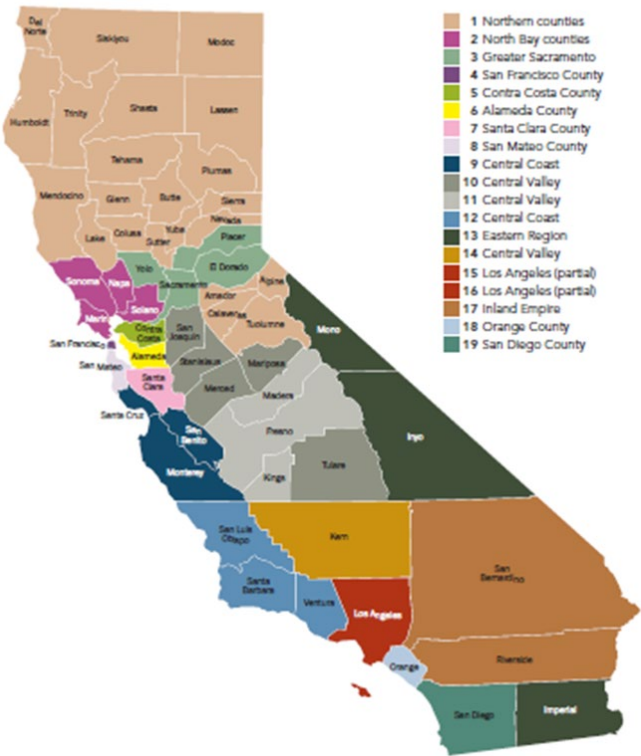 1 Northern counties
2 North Bay counties
3 Greater Sacramento
4 San Francisco County
5 Contra Costa County
6 Alameda County
7 Santa Clara County
8 San Mateo County
9 Central Coast
10 Central Valley
11 Central Valley
12 Central Coast
13 Eastern Region
14 Central Valley
15 Los Angeles (partial)
16 Los Angeles (partial)
17 Inland Empire
18 Orange County
19 San Diego County
Del
Norte
Siskiyou
Modoc
Humboldt
Trinity
Shasta
Lassen
Tehama
Plumas
Mendocino
Glenn
Butte
Sierra
Nevada
Lake
Colusa
Yuba
Sutter
Placer
Yolo
El Dorado
Sonoma
Napa
Sacramento
Alpine
Solano
Amador
Marin
Calaveras
Contra
Costa
San
Joaquin
Tuolumne
Mono
San Francisco
Alameda
Stanislaus
Mariposa
San Mateo
Santa
Clara
Merced
Madera
Santa Cruz
San
Benito
Fresno
Inyo
Monterey
Kings
Tulare
San Luis
Obispo
Kern
San
Bernardino
Santa
Barbara
Ventura
Los Angeles
Orange
Riverside
San Diego
Imperial